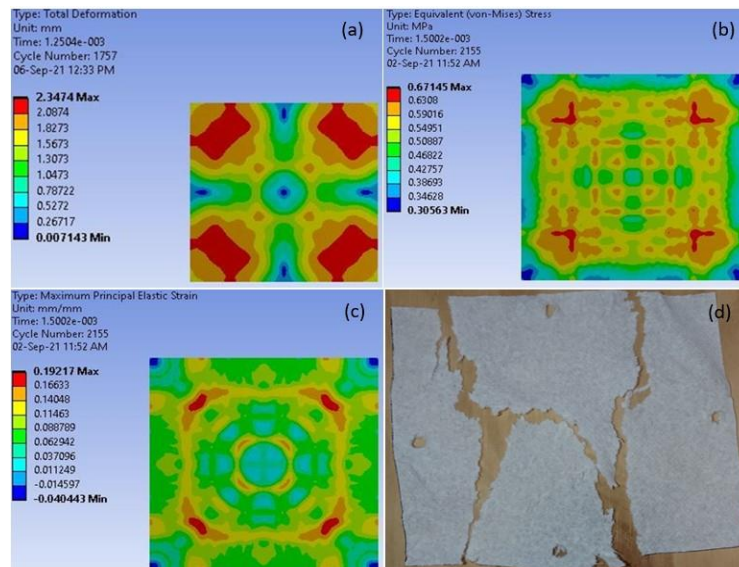 Type: Total Deformation
Unit: mm
Time: 1.2504e-003
Cycle Number: 1757
06-Sep-21 12:33 PM
(a)
2.3474 Max
2.0874
1.8273
1.5673
1.3073
1.0473
0.78722
0.5272
0.26717
0.007143 Min
Type: Equivalent (von-Mises) Stress
Unit: MPa
Time: 1.5002e-003
Cycle Number: 2155
02-Sep-21 11:52 AM
(b)
0.67145 Max
0.6308
0.59016
0.54951
0.50887
0.46822
0.42757
0.38693
0.34628
0.30563 Min
Type: Maximum Principal Elastic Strain
Unit: mm/mm
Time: 1.5002e-003
Cycle Number: 2155
02-Sep-21 11:52 AM
(c)
0.19217 Max
0.16633
0.14048
0.11463
0.088789
0.062942
0.037096
0.011249
-0.014597
-0.040443 Min
(d)